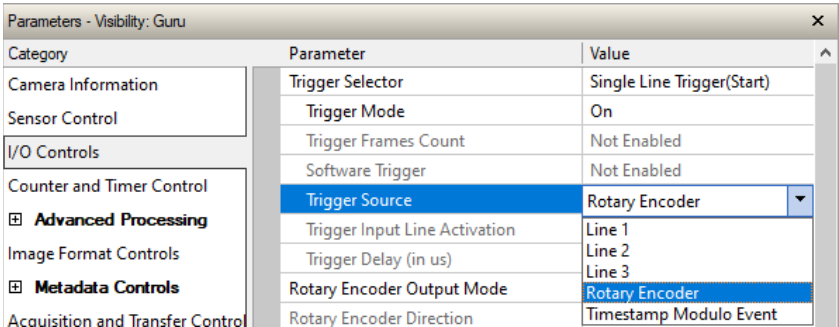 Parameters - Visibility: Guru
Category
Parameter
Value
Camera Information
Sensor Control
I/O Controls
Counter and Timer Control
Advanced Processing
Image Format Controls
Metadata Controls
Acquisition and Transfer Control
Trigger Selector
Single Line Trigger(Start)
Trigger Mode
On
Trigger Frames Count
Not Enabled
Software Trigger
Not Enabled
Trigger Source
Rotary Encoder
Trigger Input Line Activation
Trigger Delay (in us)
Rotary Encoder Output Mode
Rotary Encoder Direction
Line 1
Line 2
Line 3
Rotary Encoder
Timestamp Modulo Event